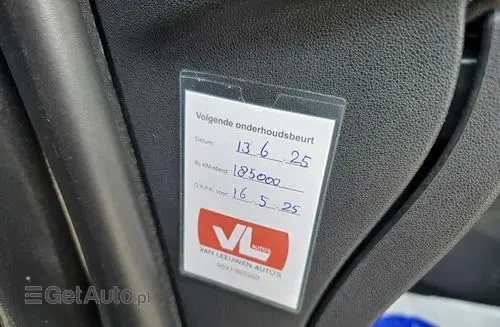 Volgende onderhoudsbeurt
Datum: 13 . 6 . 25
Bij KM-stand: 185000
O.A.P.K. voor: 16 . 5 . 25
VL
AUTO'S
VAN LEEUWEN-AUTO'S
GetAuto.pl